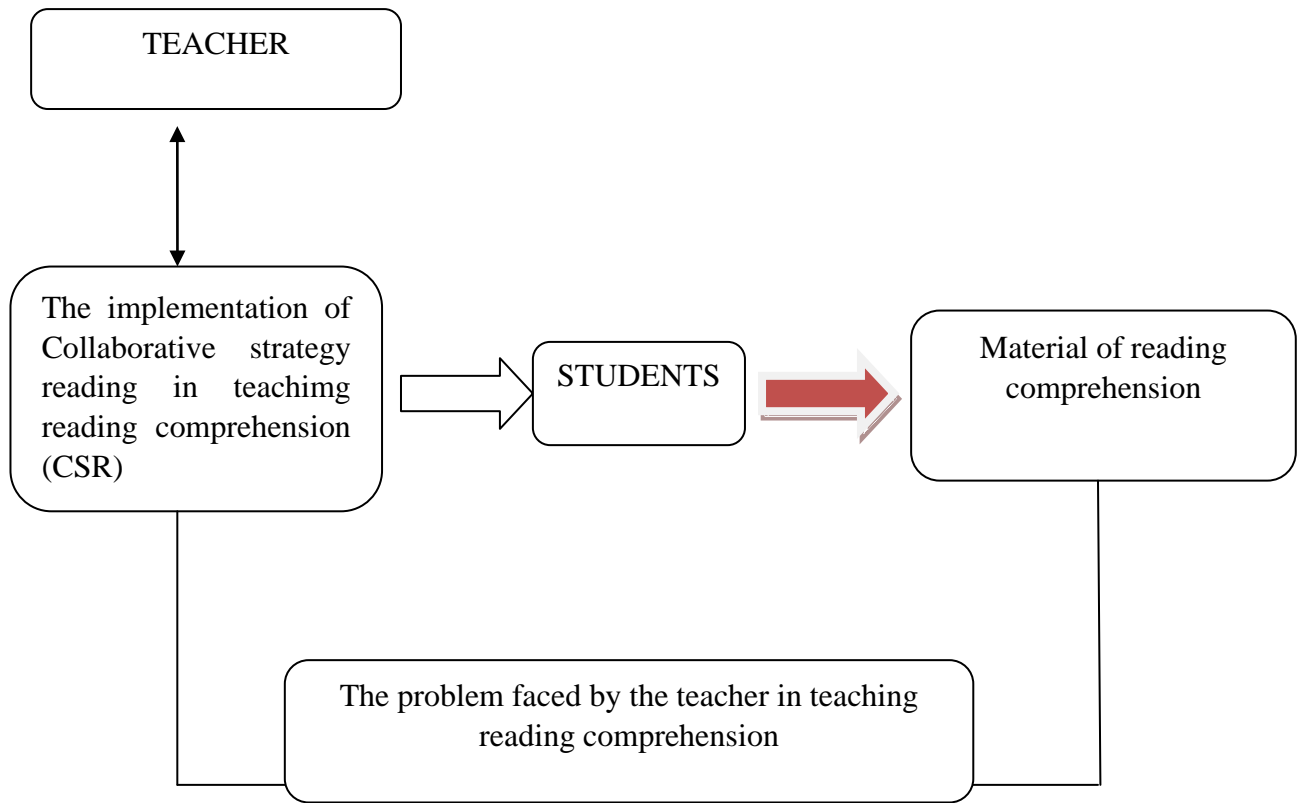 TEACHER
The implementation of
Collaborative strategy
reading in teachimg
reading comprehension
(CSR)
STUDENTS
Material of reading
comprehension
The problem faced by the teacher in teaching
reading comprehension